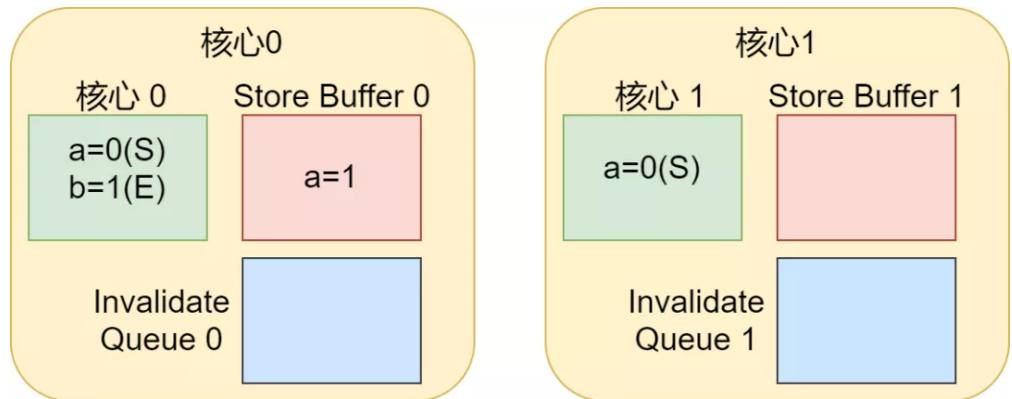 核心0
核心 0
Store Buffer 0
a=0(S)
b=1(E)
a=1
Invalidate
Queue 0
核心1
核心 1
Store Buffer 1
a=0(S)
Invalidate
Queue 1